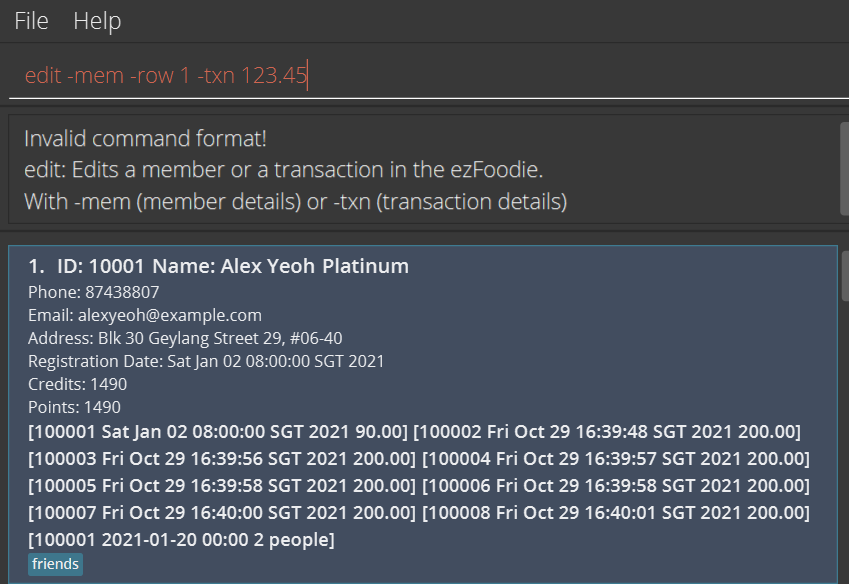 File Help
edit -mem -row 1 -txn 123.45
Invalid command format!
edit: Edits a member or a transaction in the ezFoodie.
With -mem (member details) or -txn (transaction details)
1. ID: 10001 Name: Alex Yeoh Platinum
Phone: 87438807
Email: alexyeoh@example.com
Address: Blk 30 Geylang Street 29, #06-40
Registration Date: Sat Jan 02 08:00:00 SGT 2021
Credits: 1490
Points: 1490
[100001 Sat Jan 02 08:00:00 SGT 2021 90.00] [100002 Fri Oct 29 16:39:48 SGT 2021 200.00]
[100003 Fri Oct 29 16:39:56 SGT 2021 200.00] [100004 Fri Oct 29 16:39:57 SGT 2021 200.00]
[100005 Fri Oct 29 16:39:58 SGT 2021 200.00] [100006 Fri Oct 29 16:39:58 SGT 2021 200.00]
[100007 Fri Oct 29 16:40:00 SGT 2021 200.00] [100008 Fri Oct 29 16:40:01 SGT 2021 200.00]
[100001 2021-01-20 00:00 2 people]
friends